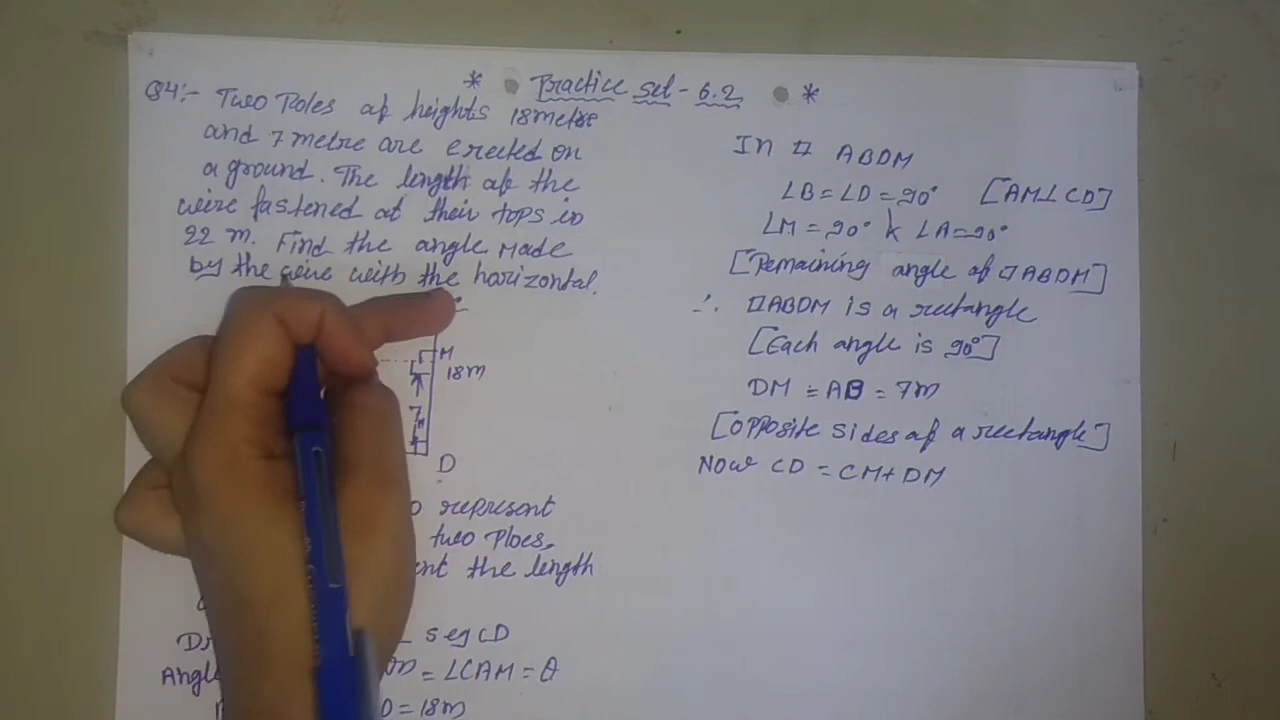 * Practice Set - 6.2 *
Q4:- Two Poles of heights 18metre
and 7 metre are erected on
a ground. The length of the
wire fastened at their tops is
22 m. Find the angle Made
by the wire with the horizontal.
M
18m
7m
D
represent
two Ploes,
the length
seg CD
Angle = ∠CAM = θ
= 18m
In □ ABDM
∠B = ∠D = 90° [AM⊥CD]
∠M = 90° & ∠A = 90°
[Remaining angle of □ABDM]
∴ □ABDM is a rectangle
[Each angle is 90°]
DM = AB = 7m
[Opposite sides of a rectangle]
Now CD = CM + DM